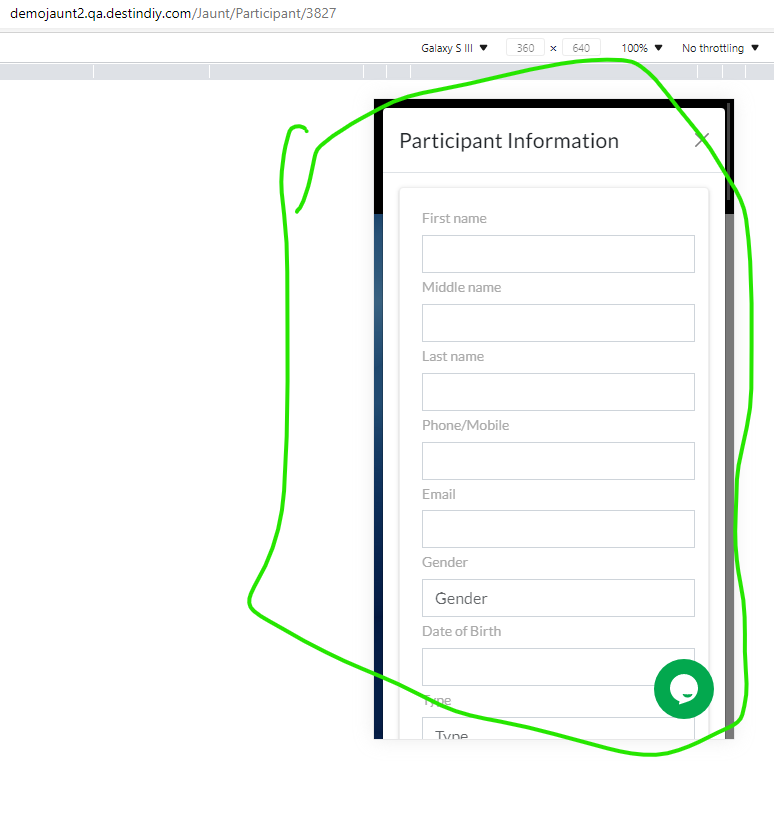 demojaunt2.qa.destindiy.com/Jaunt/Participant/3827
Galaxy S III ▼ 360 x 640 100% ▼ No throttling ▼
Participant Information
First name
Middle name
Last name
Phone/Mobile
Email
Gender
Gender
Date of Birth
Type
Type